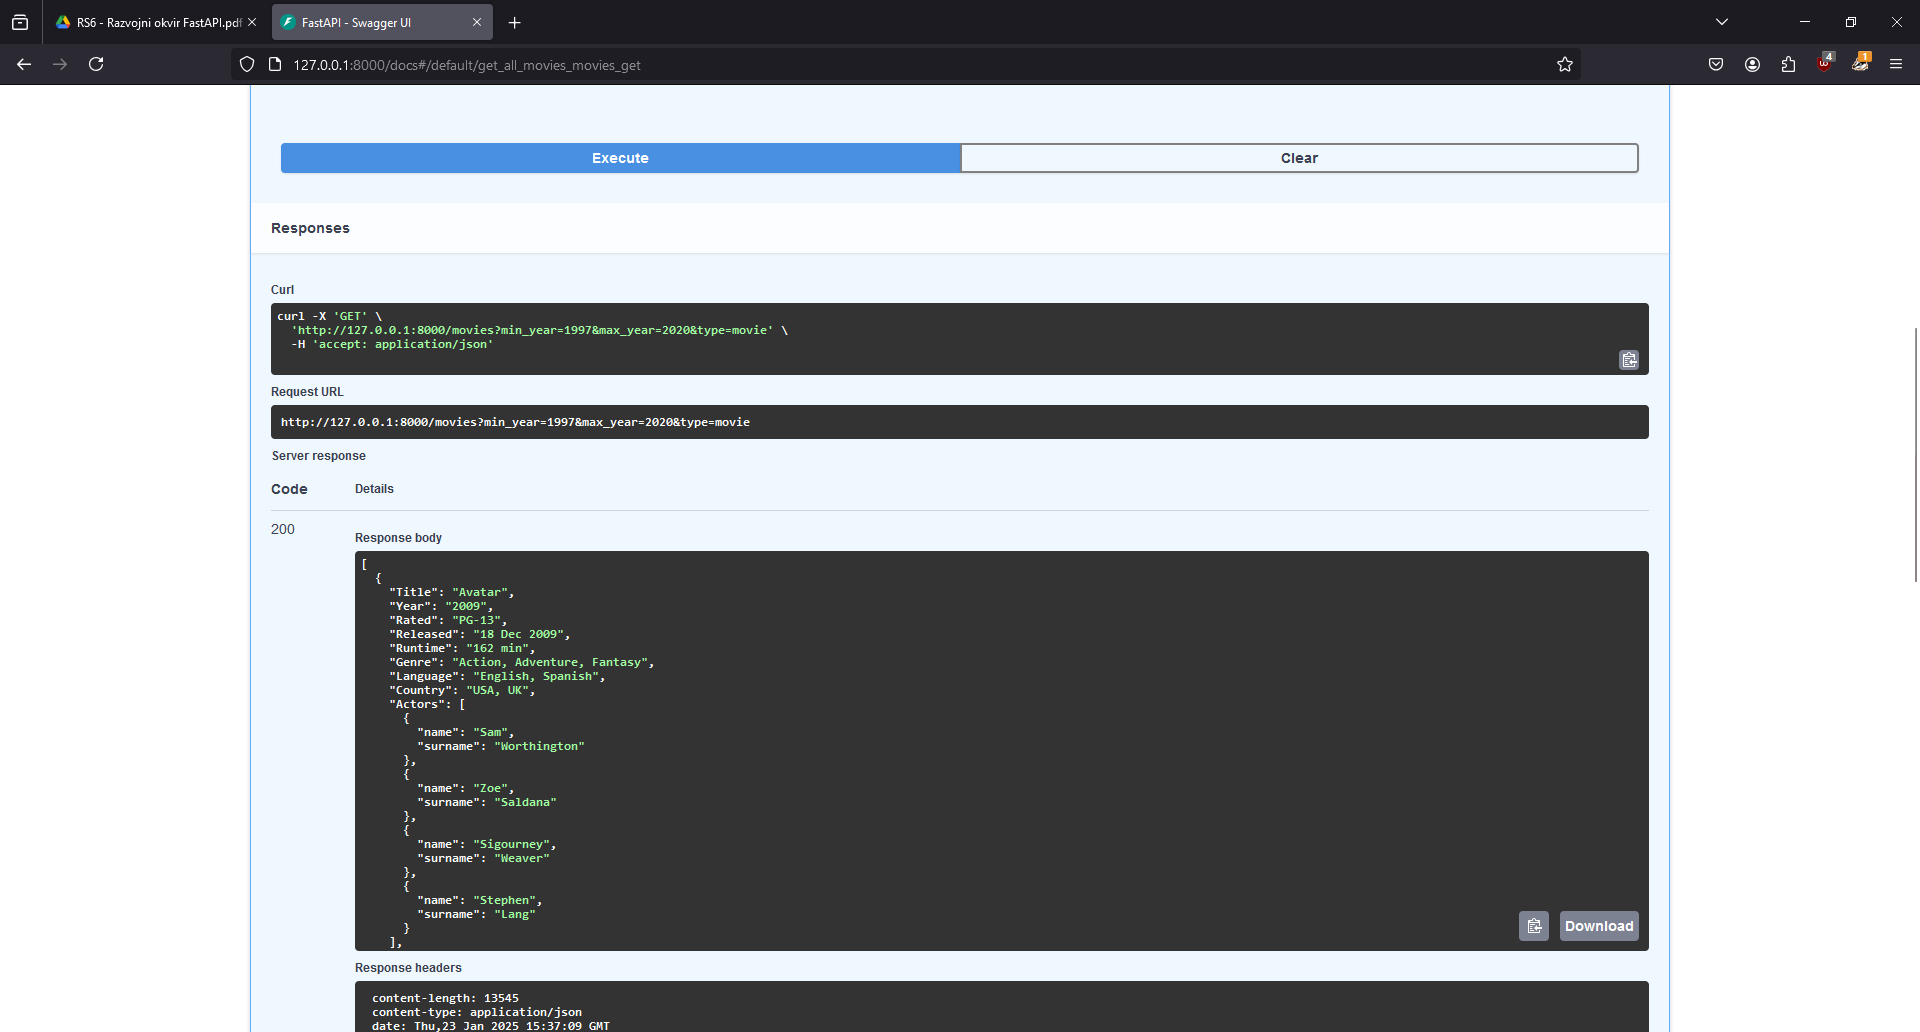 RS6 - Razvojni okvir FastAPI.pdf
FastAPI - Swagger UI
127.0.0.1:8000/docs#/default/get_all_movies_movies_get
4
1
Execute
Clear
Responses
Curl
curl -X 'GET' \
'http://127.0.0.1:8000/movies?min_year=1997&max_year=2020&type=movie' \
-H 'accept: application/json'
Request URL
http://127.0.0.1:8000/movies?min_year=1997&max_year=2020&type=movie
Server response
Code
Details
200
Response body
[
{
"Title": "Avatar",
"Year": "2009",
"Rated": "PG-13",
"Released": "18 Dec 2009",
"Runtime": "162 min",
"Genre": "Action, Adventure, Fantasy",
"Language": "English, Spanish",
"Country": "USA, UK",
"Actors": [
{
"name": "Sam",
"surname": "Worthington"
},
{
"name": "Zoe",
"surname": "Saldana"
},
{
"name": "Sigourney",
"surname": "Weaver"
},
{
"name": "Stephen",
"surname": "Lang"
}
],
Download
Response headers
content-length: 13545
content-type: application/json
date: Thu,23 Jan 2025 15:37:09 GMT